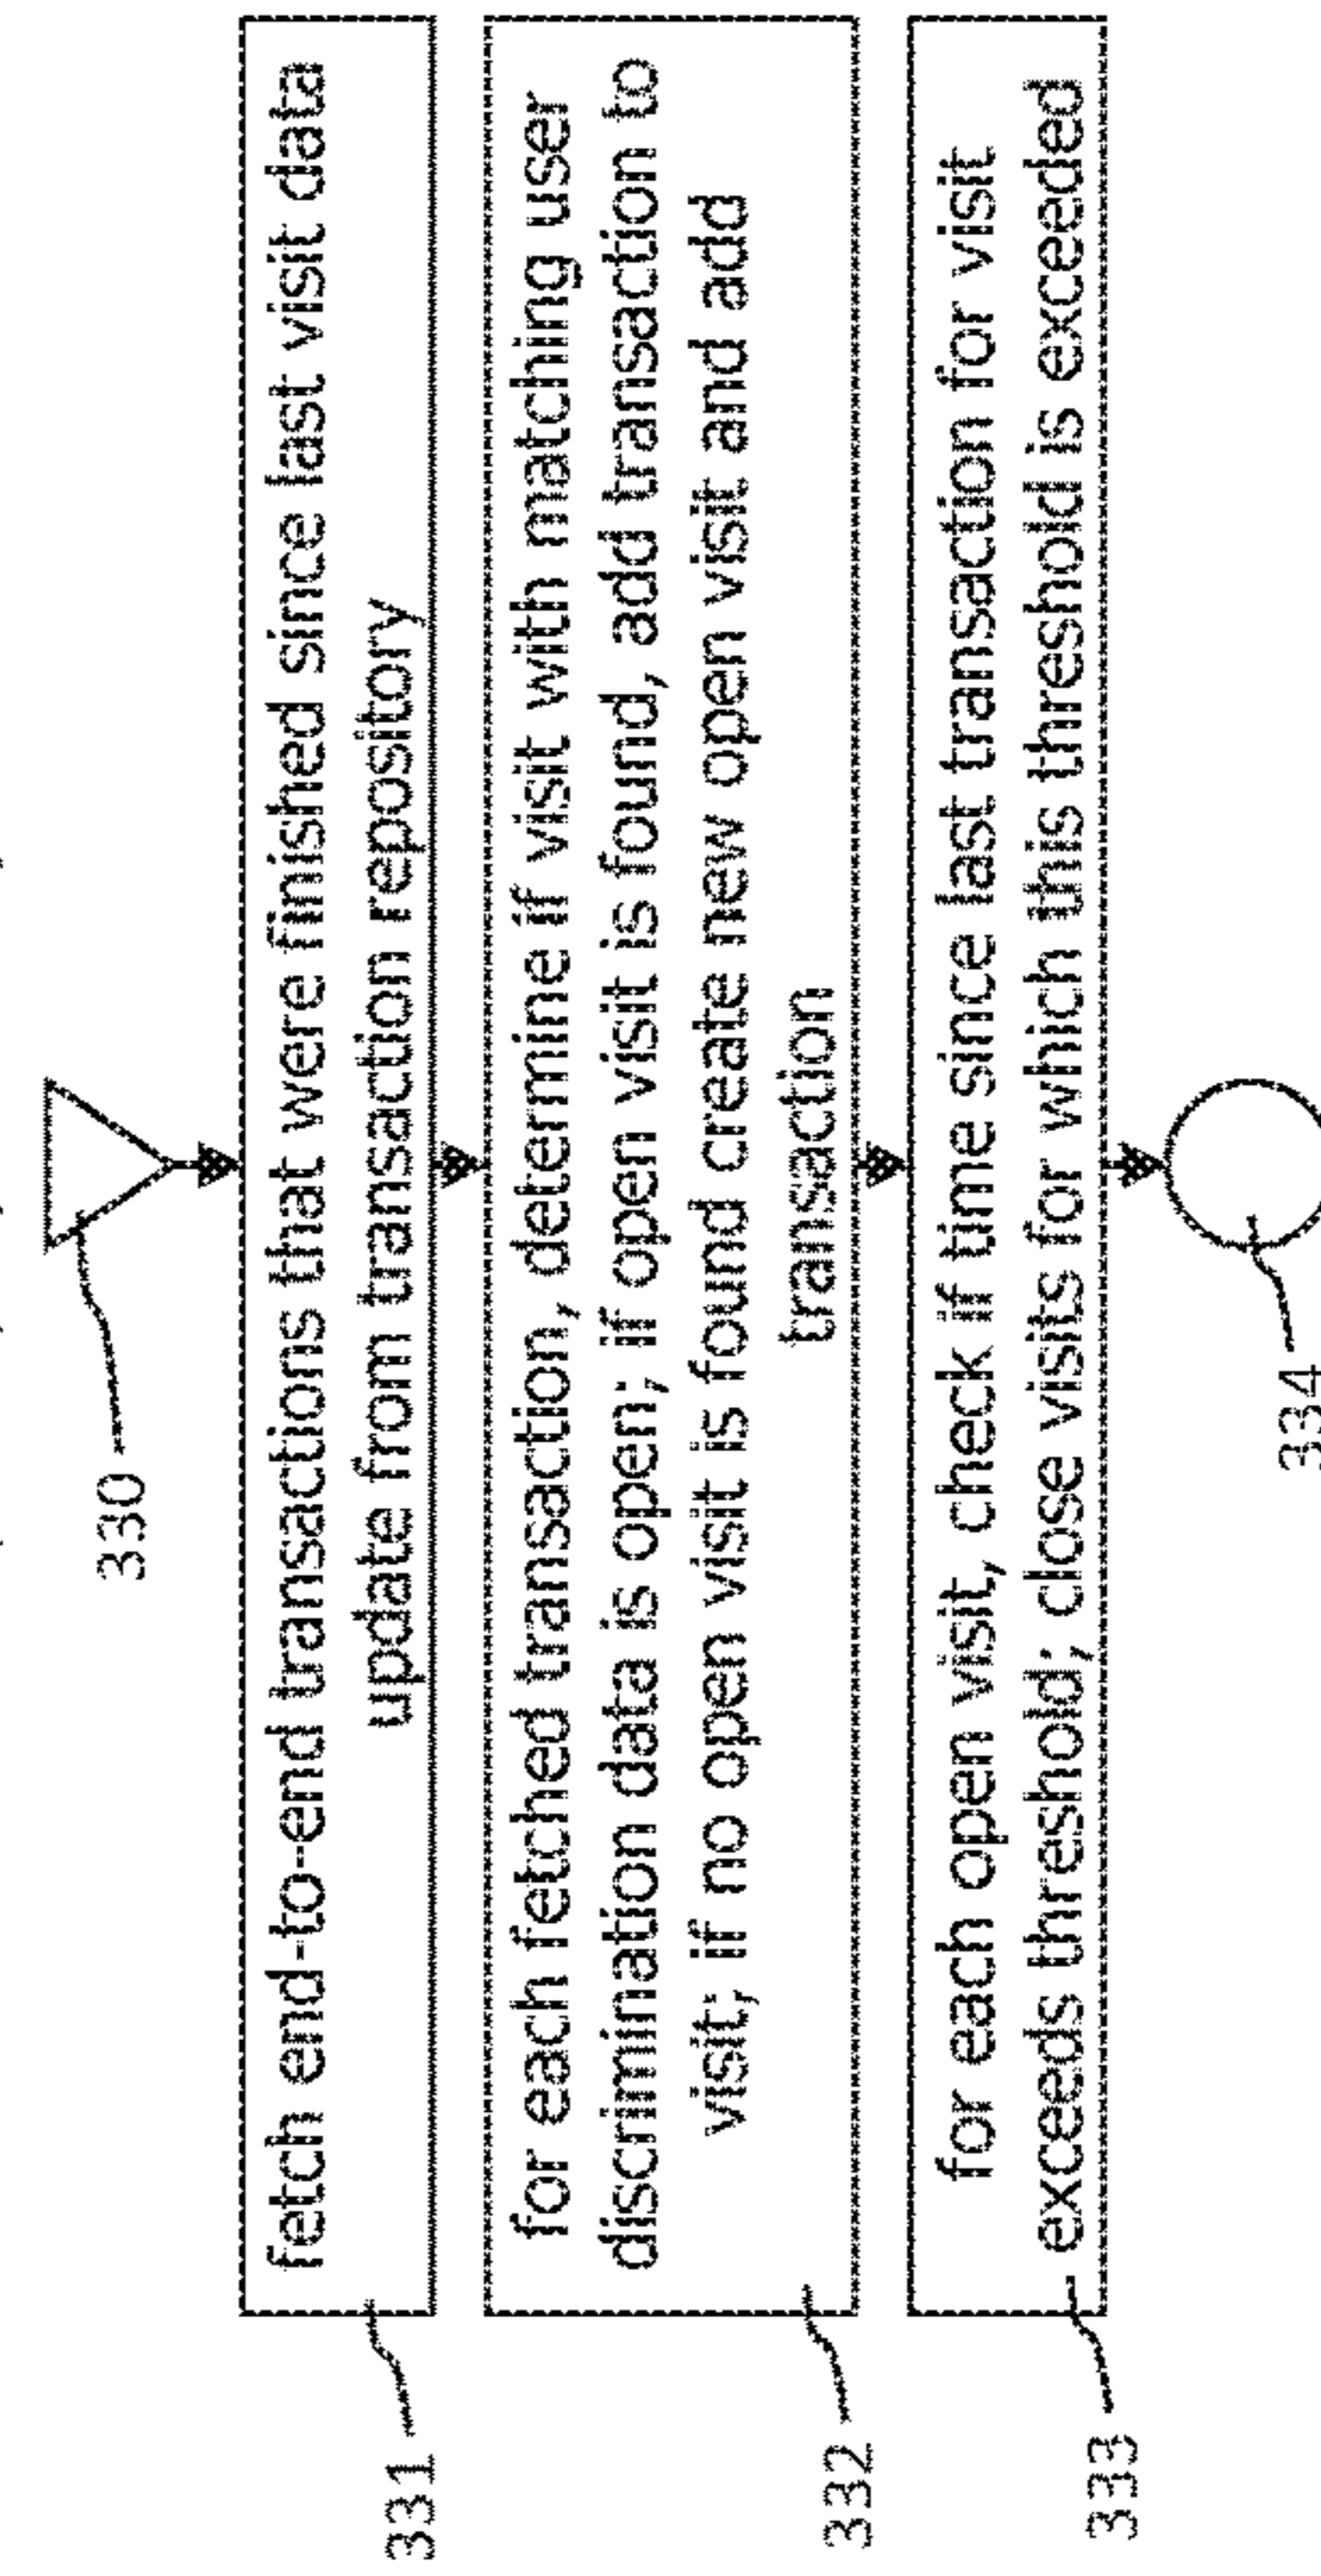 330
331
fetch end-to-end transactions that were finished since last visit data
update from transaction repository
332
for each fetched transaction, determine if visit with matching user
discrimination data is open; if open visit is found, add transaction to
visit; if no open visit is found create new open visit and add
transaction
333
for each open visit, check if time since last transaction for visit
exceeds threshold; close visits for which this threshold is exceeded
334